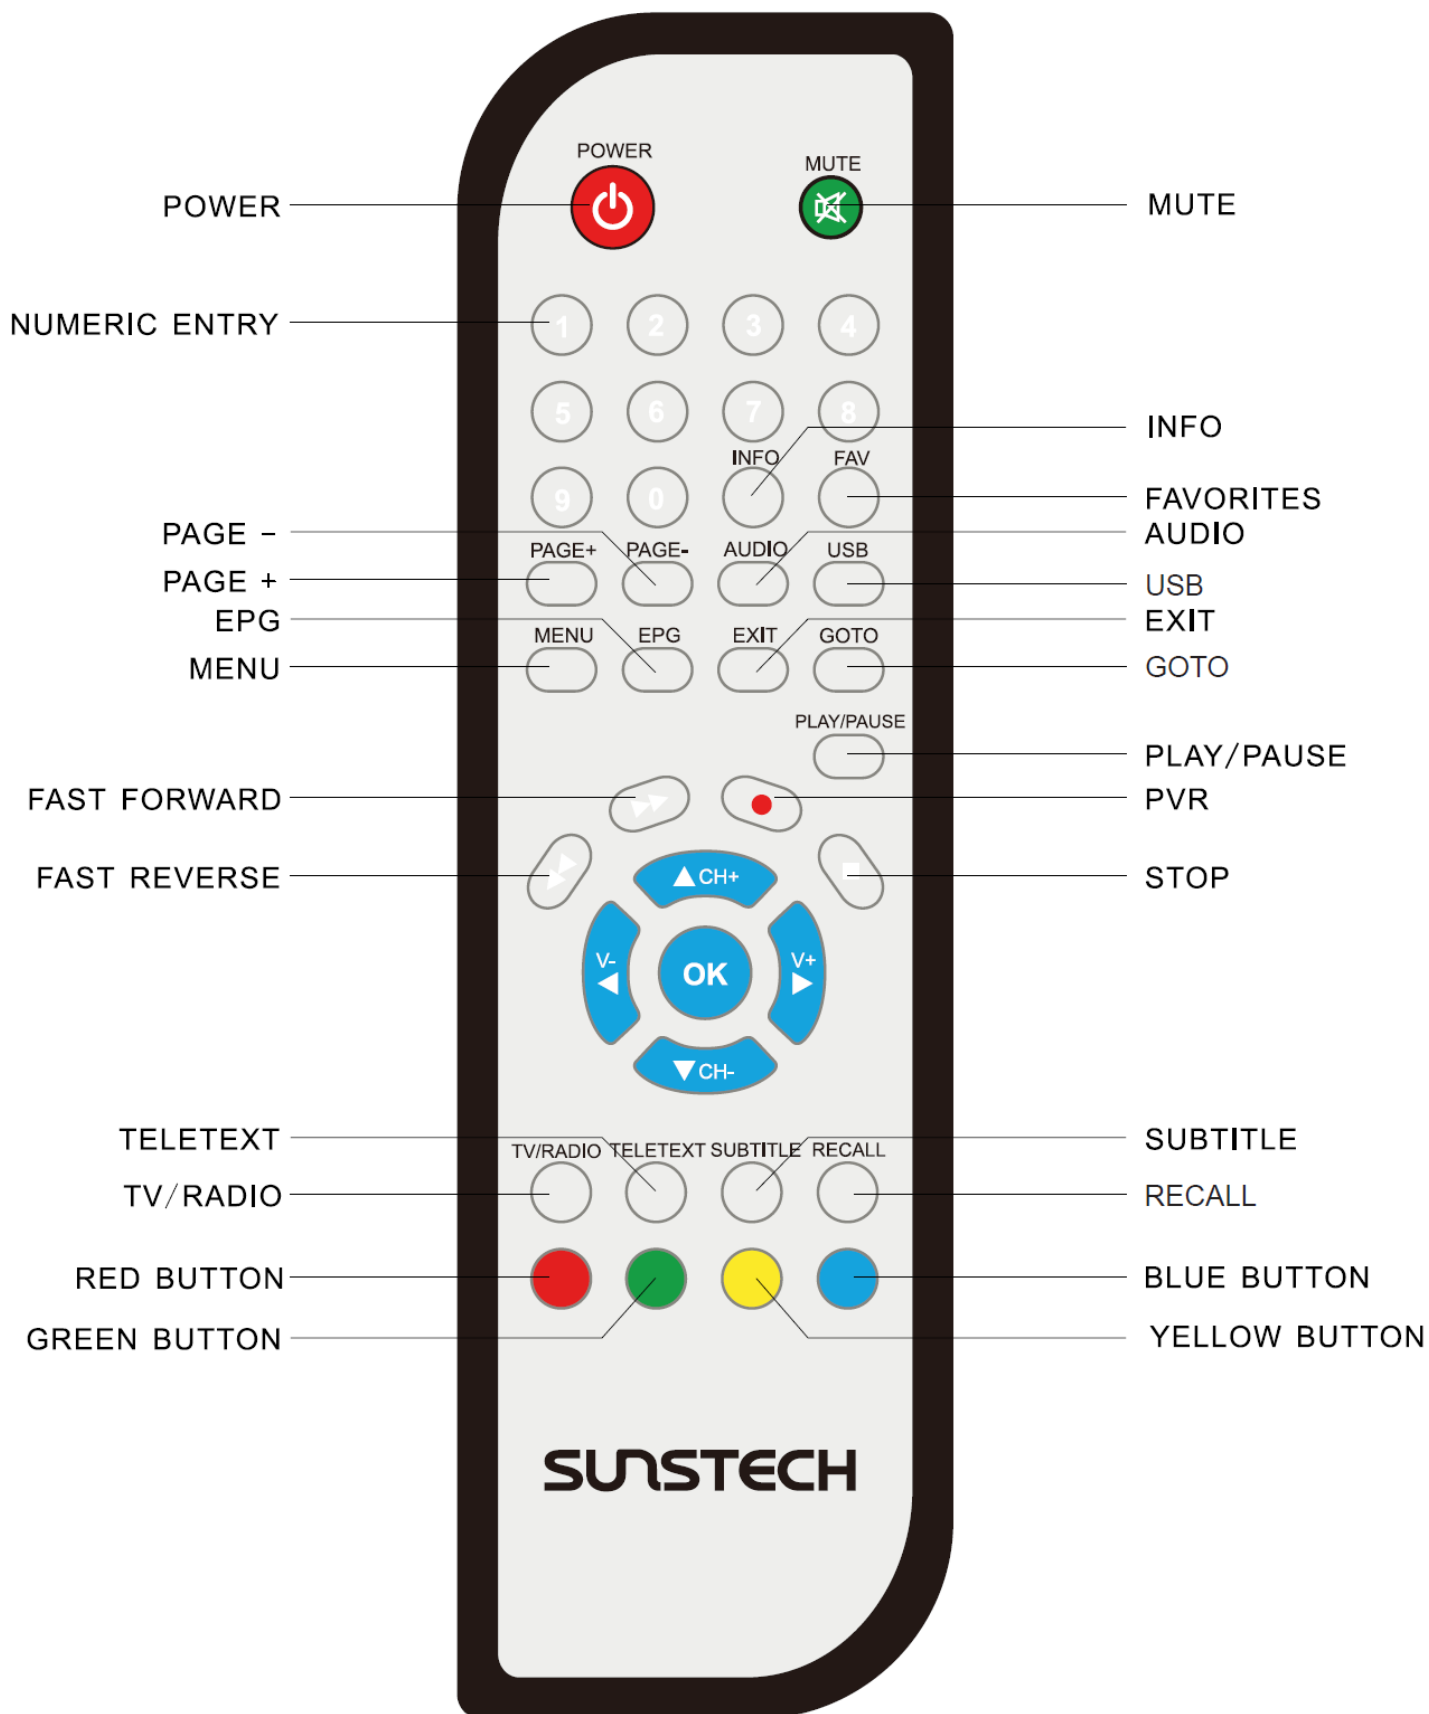 POWER
MUTE
POWER
MUTE
NUMERIC ENTRY
1 2 3 4
5 6 7 8
INFO
INFO FAV
9 0
FAVORITES
PAGE -
AUDIO
PAGE+ PAGE- AUDIO USB
PAGE +
USB
EPG
EXIT
MENU EPG EXIT GOTO
MENU
GOTO
PLAY/PAUSE
PLAY/PAUSE
FAST FORWARD
PVR
FAST REVERSE
CH+
STOP
V- OK V+
CH-
TELETEXT
SUBTITLE
TV/RADIO TELETEXT SUBTITLE RECALL
TV/RADIO
RECALL
RED BUTTON
BLUE BUTTON
GREEN BUTTON
YELLOW BUTTON
SUNSTECH